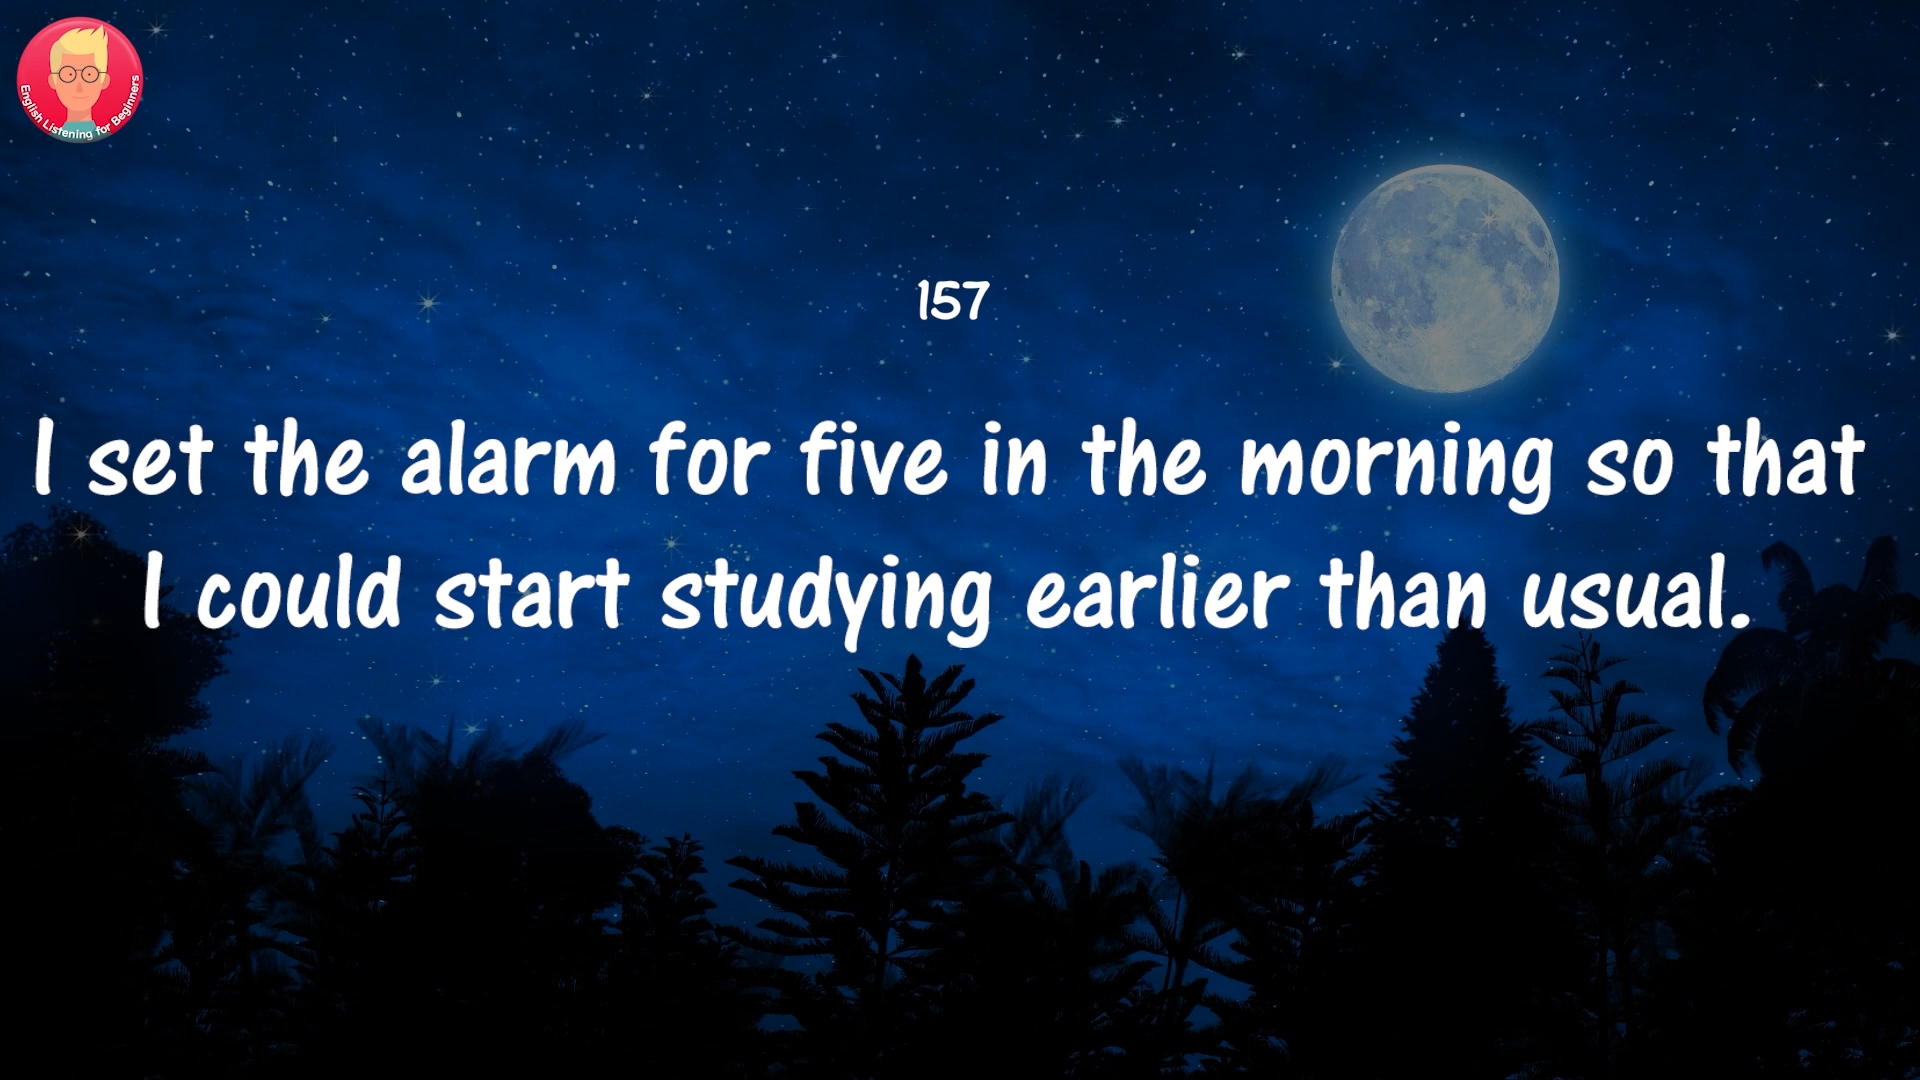 English Listening for Beginners
157
I set the alarm for five in the morning so that
I could start studying earlier than usual.